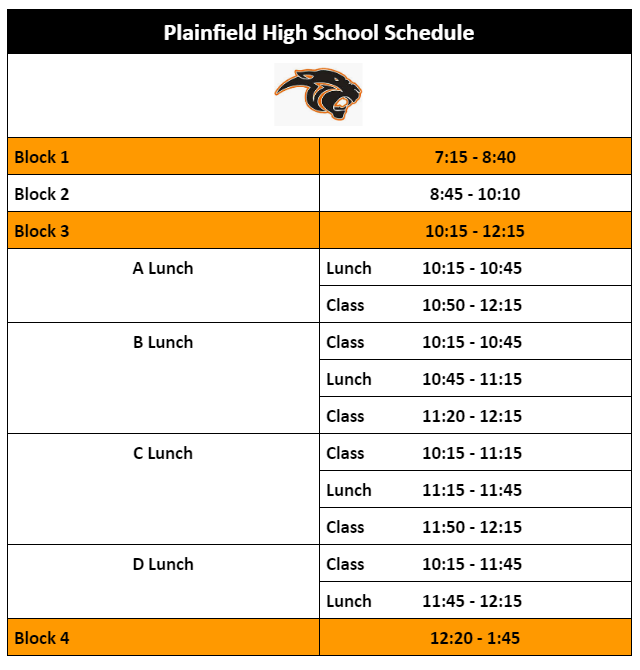 Plainfield High School Schedule
Block 1 7:15 - 8:40
Block 2 8:45 - 10:10
Block 3 10:15 - 12:15
A Lunch Lunch 10:15 - 10:45
Class 10:50 - 12:15
B Lunch Class 10:15 - 10:45
Lunch 10:45 - 11:15
Class 11:20 - 12:15
C Lunch Class 10:15 - 11:15
Lunch 11:15 - 11:45
Class 11:50 - 12:15
D Lunch Class 10:15 - 11:45
Lunch 11:45 - 12:15
Block 4 12:20 - 1:45